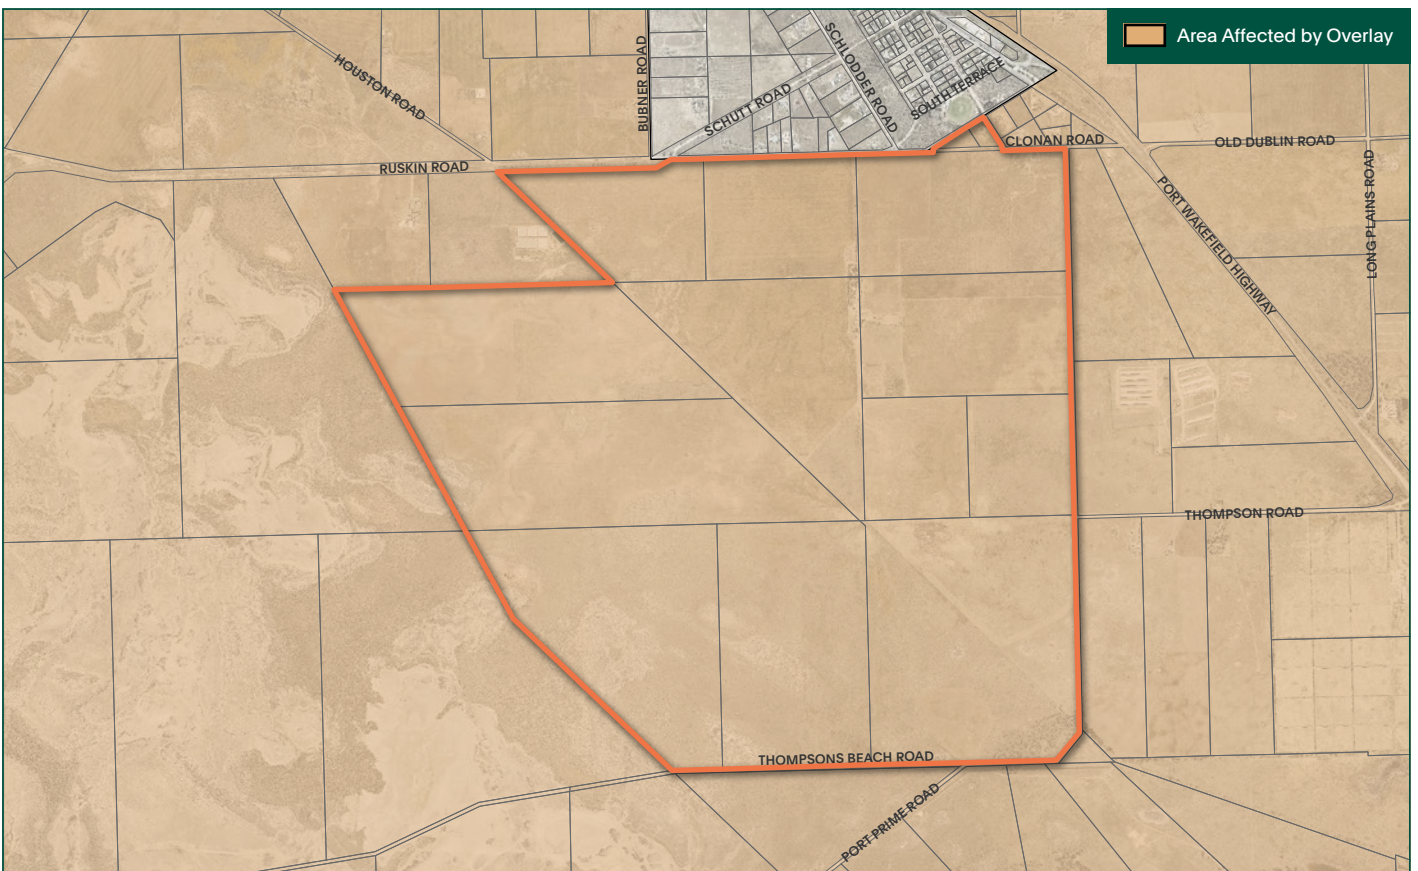 Area Affected by Overlay
HOUSTON ROAD
BUBNER ROAD
SCHUTT ROAD
SCHLODDER ROAD
SOUTH TERRACE
CLONAN ROAD
OLD DUBLIN ROAD
RUSKIN ROAD
PORT WAKEFIELD HIGHWAY
LONG PLAINS ROAD
THOMPSON ROAD
THOMPSONS BEACH ROAD
PORT PRIME ROAD